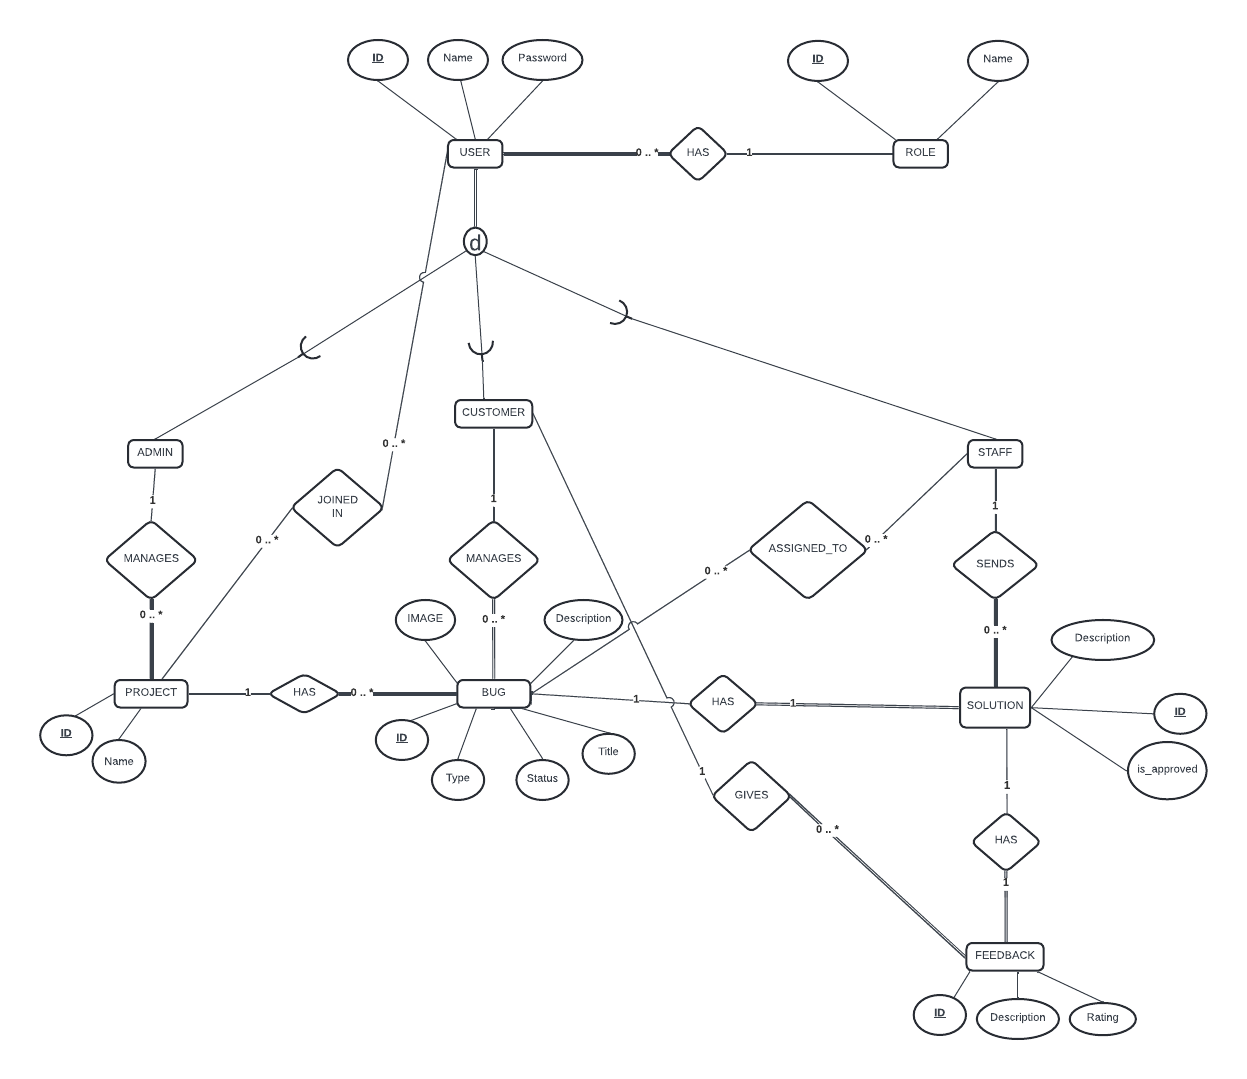 ID
Name
Password
ID
Name
USER
0 .. *
HAS
1
ROLE
d
CUSTOMER
ADMIN
0 .. *
STAFF
1
JOINED
IN
1
1
0 .. *
0 .. *
MANAGES
MANAGES
ASSIGNED_TO
0 .. *
SENDS
0 .. *
IMAGE
0 .. *
Description
0 .. *
Description
PROJECT
1
HAS
0 .. *
BUG
1
HAS
1
SOLUTION
ID
ID
Name
ID
Title
is_approved
Type
Status
1
GIVES
1
0 .. *
HAS
1
FEEDBACK
ID
Description
Rating